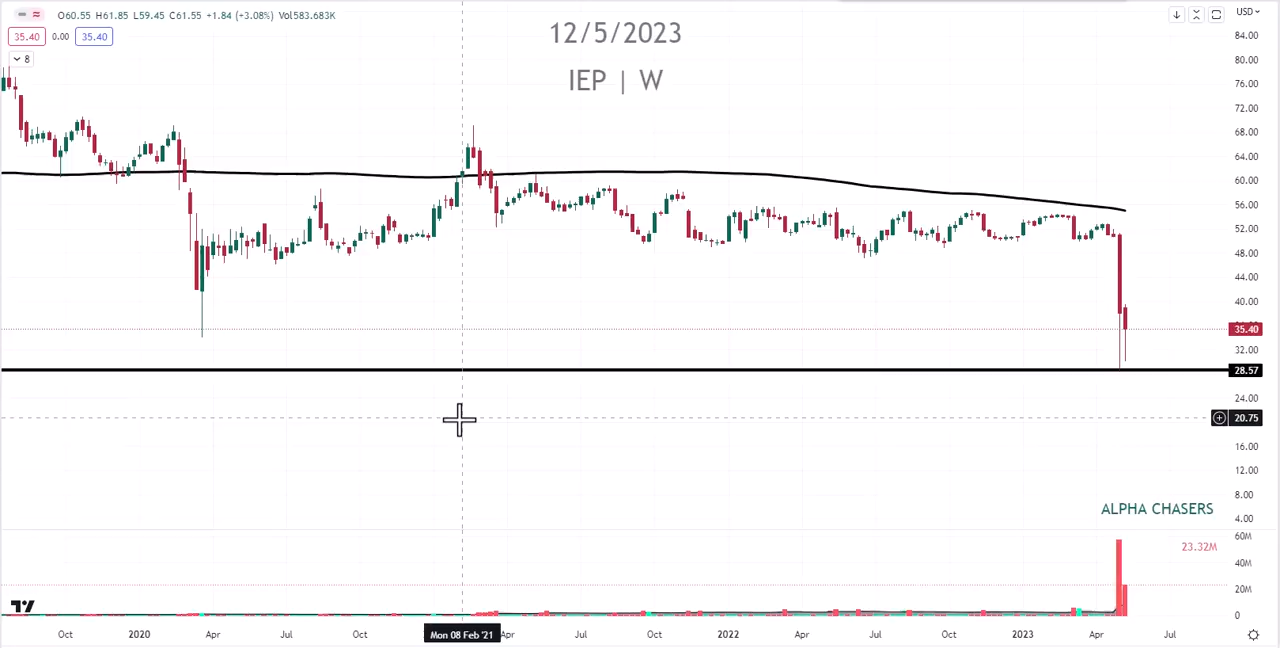 O60.55 H61.85 L59.45 C61.55 +1.84 (+3.08%) Vol583.683K
USD
35.40 0.00 35.40
8
12/5/2023
IEP | W
84.00
80.00
76.00
72.00
68.00
64.00
60.00
56.00
52.00
48.00
44.00
40.00
35.40
32.00
28.57
24.00
20.75
16.00
12.00
8.00
4.00
ALPHA CHASERS
60M
23.32M
40M
20M
0
Oct 2020 Apr Jul Oct Mon 08 Feb '21 Apr Jul Oct 2022 Apr Jul Oct 2023 Apr Jul